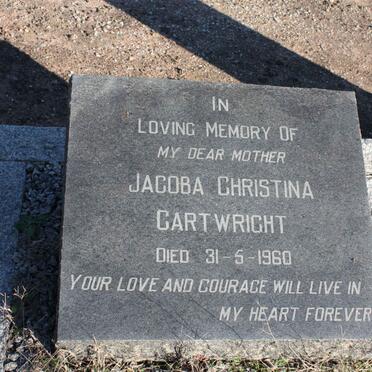 IN
LOVING MEMORY OF
MY DEAR MOTHER
JACOBA CHRISTINA
CARTWRIGHT
DIED 31-5-1960
YOUR LOVE AND COURAGE WILL LIVE IN
MY HEART FOREVER